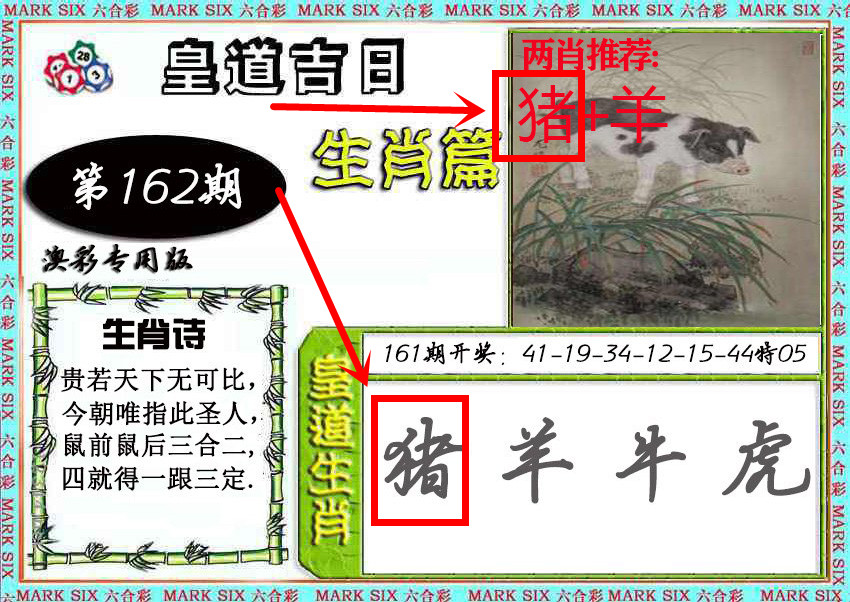 MARK SIX 六合彩 MARK SIX 六合彩 MARK SIX 六合彩 MARK SIX 六合彩 MARK SIX 六合彩 MARK SIX 六合彩
28
1
3
皇道吉日
生肖篇
两肖推荐:
猪+羊
第162期
澳彩专用版
生肖诗
贵若天下无可比，
今朝唯指此圣人，
鼠前鼠后三合二，
四就得一跟三定.
161期开奖：41-19-34-12-15-44特05
皇道生肖
猪 羊 牛 虎
MARK SIX 六合彩 MARK SIX 六合彩 MARK SIX 六合彩 MARK SIX 六合彩 MARK SIX 六合彩 MARK SIX